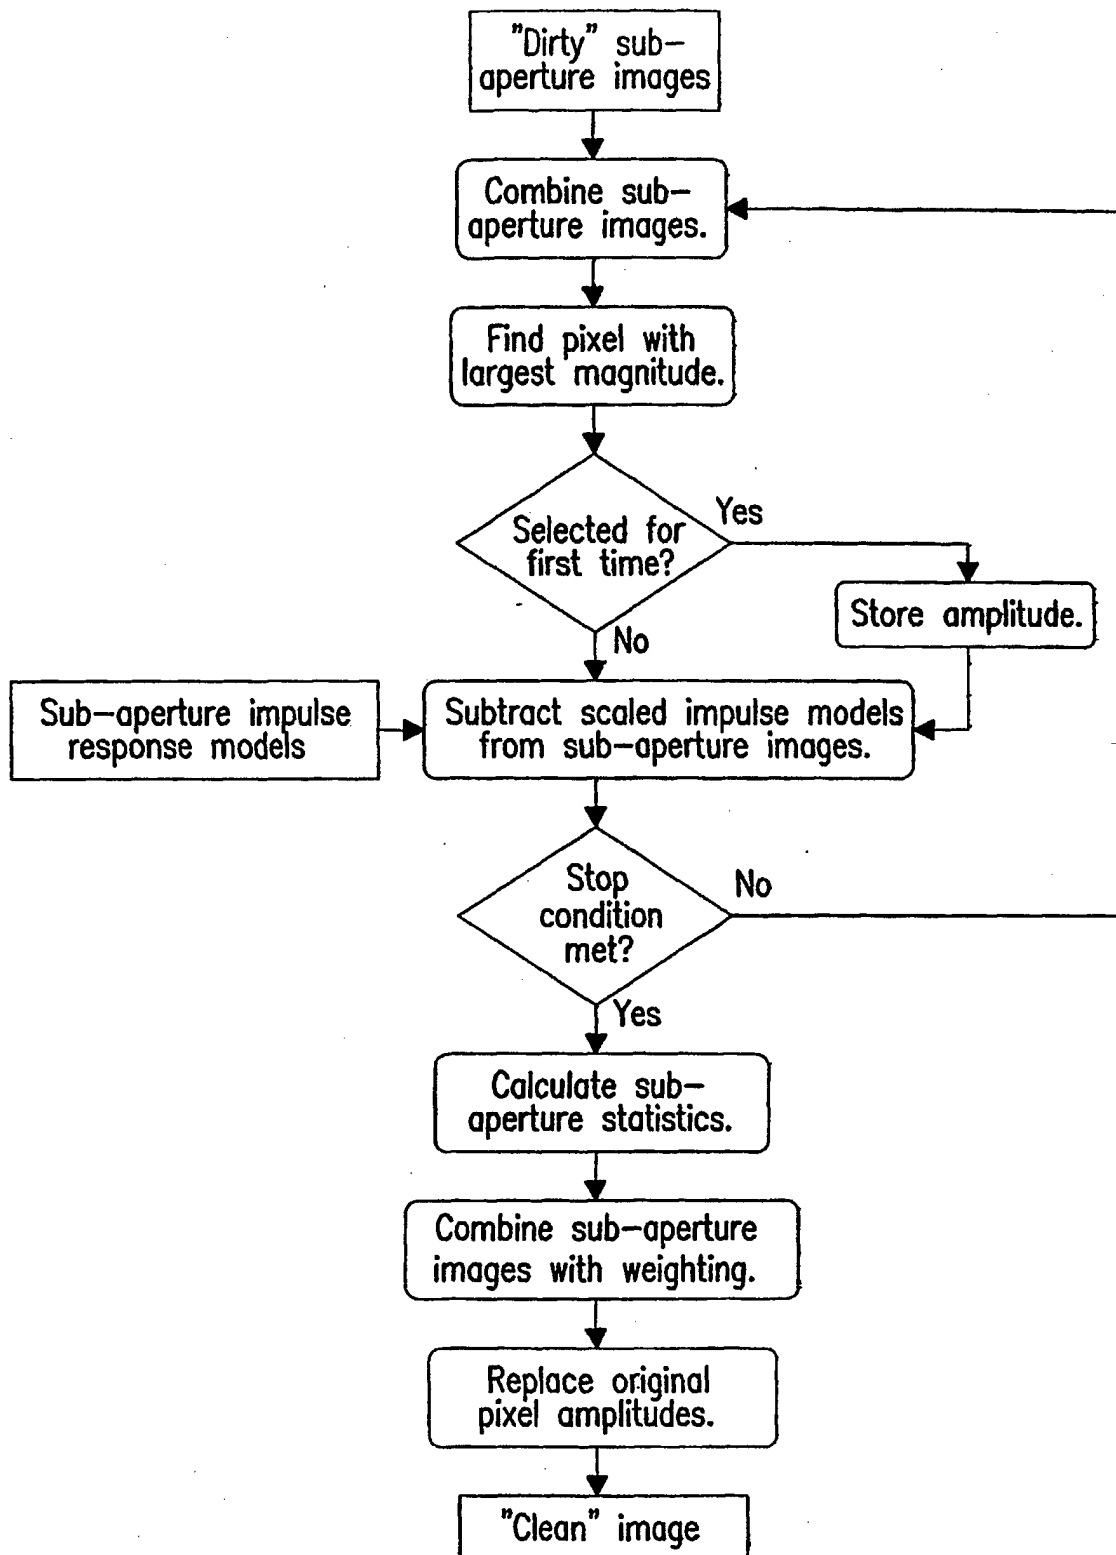 "Dirty" sub-
aperture images
Combine sub-
aperture images.
Find pixel with
largest magnitude.
Selected for
first time?
Yes
Store amplitude.
No
Sub-aperture impulse
response models
Subtract scaled impulse models
from sub-aperture images.
Stop
condition
met?
No
Yes
Calculate sub-
aperture statistics.
Combine sub-aperture
images with weighting.
Replace original
pixel amplitudes.
"Clean" image